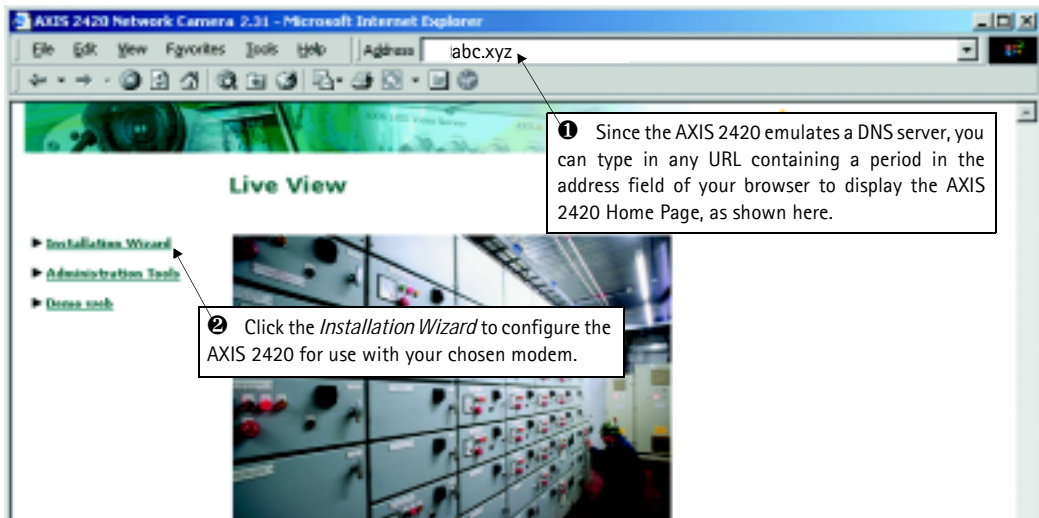 AXIS 2420 Network Camera 2.31 - Microsoft Internet Explorer
File Edit View Favorites Tools Help Address abc.xyz
❶ Since the AXIS 2420 emulates a DNS server, you
can type in any URL containing a period in the
address field of your browser to display the AXIS
2420 Home Page, as shown here.
Live View
Installation Wizard
Administration Tools
Demo web
❷ Click the Installation Wizard to configure the
AXIS 2420 for use with your chosen modem.